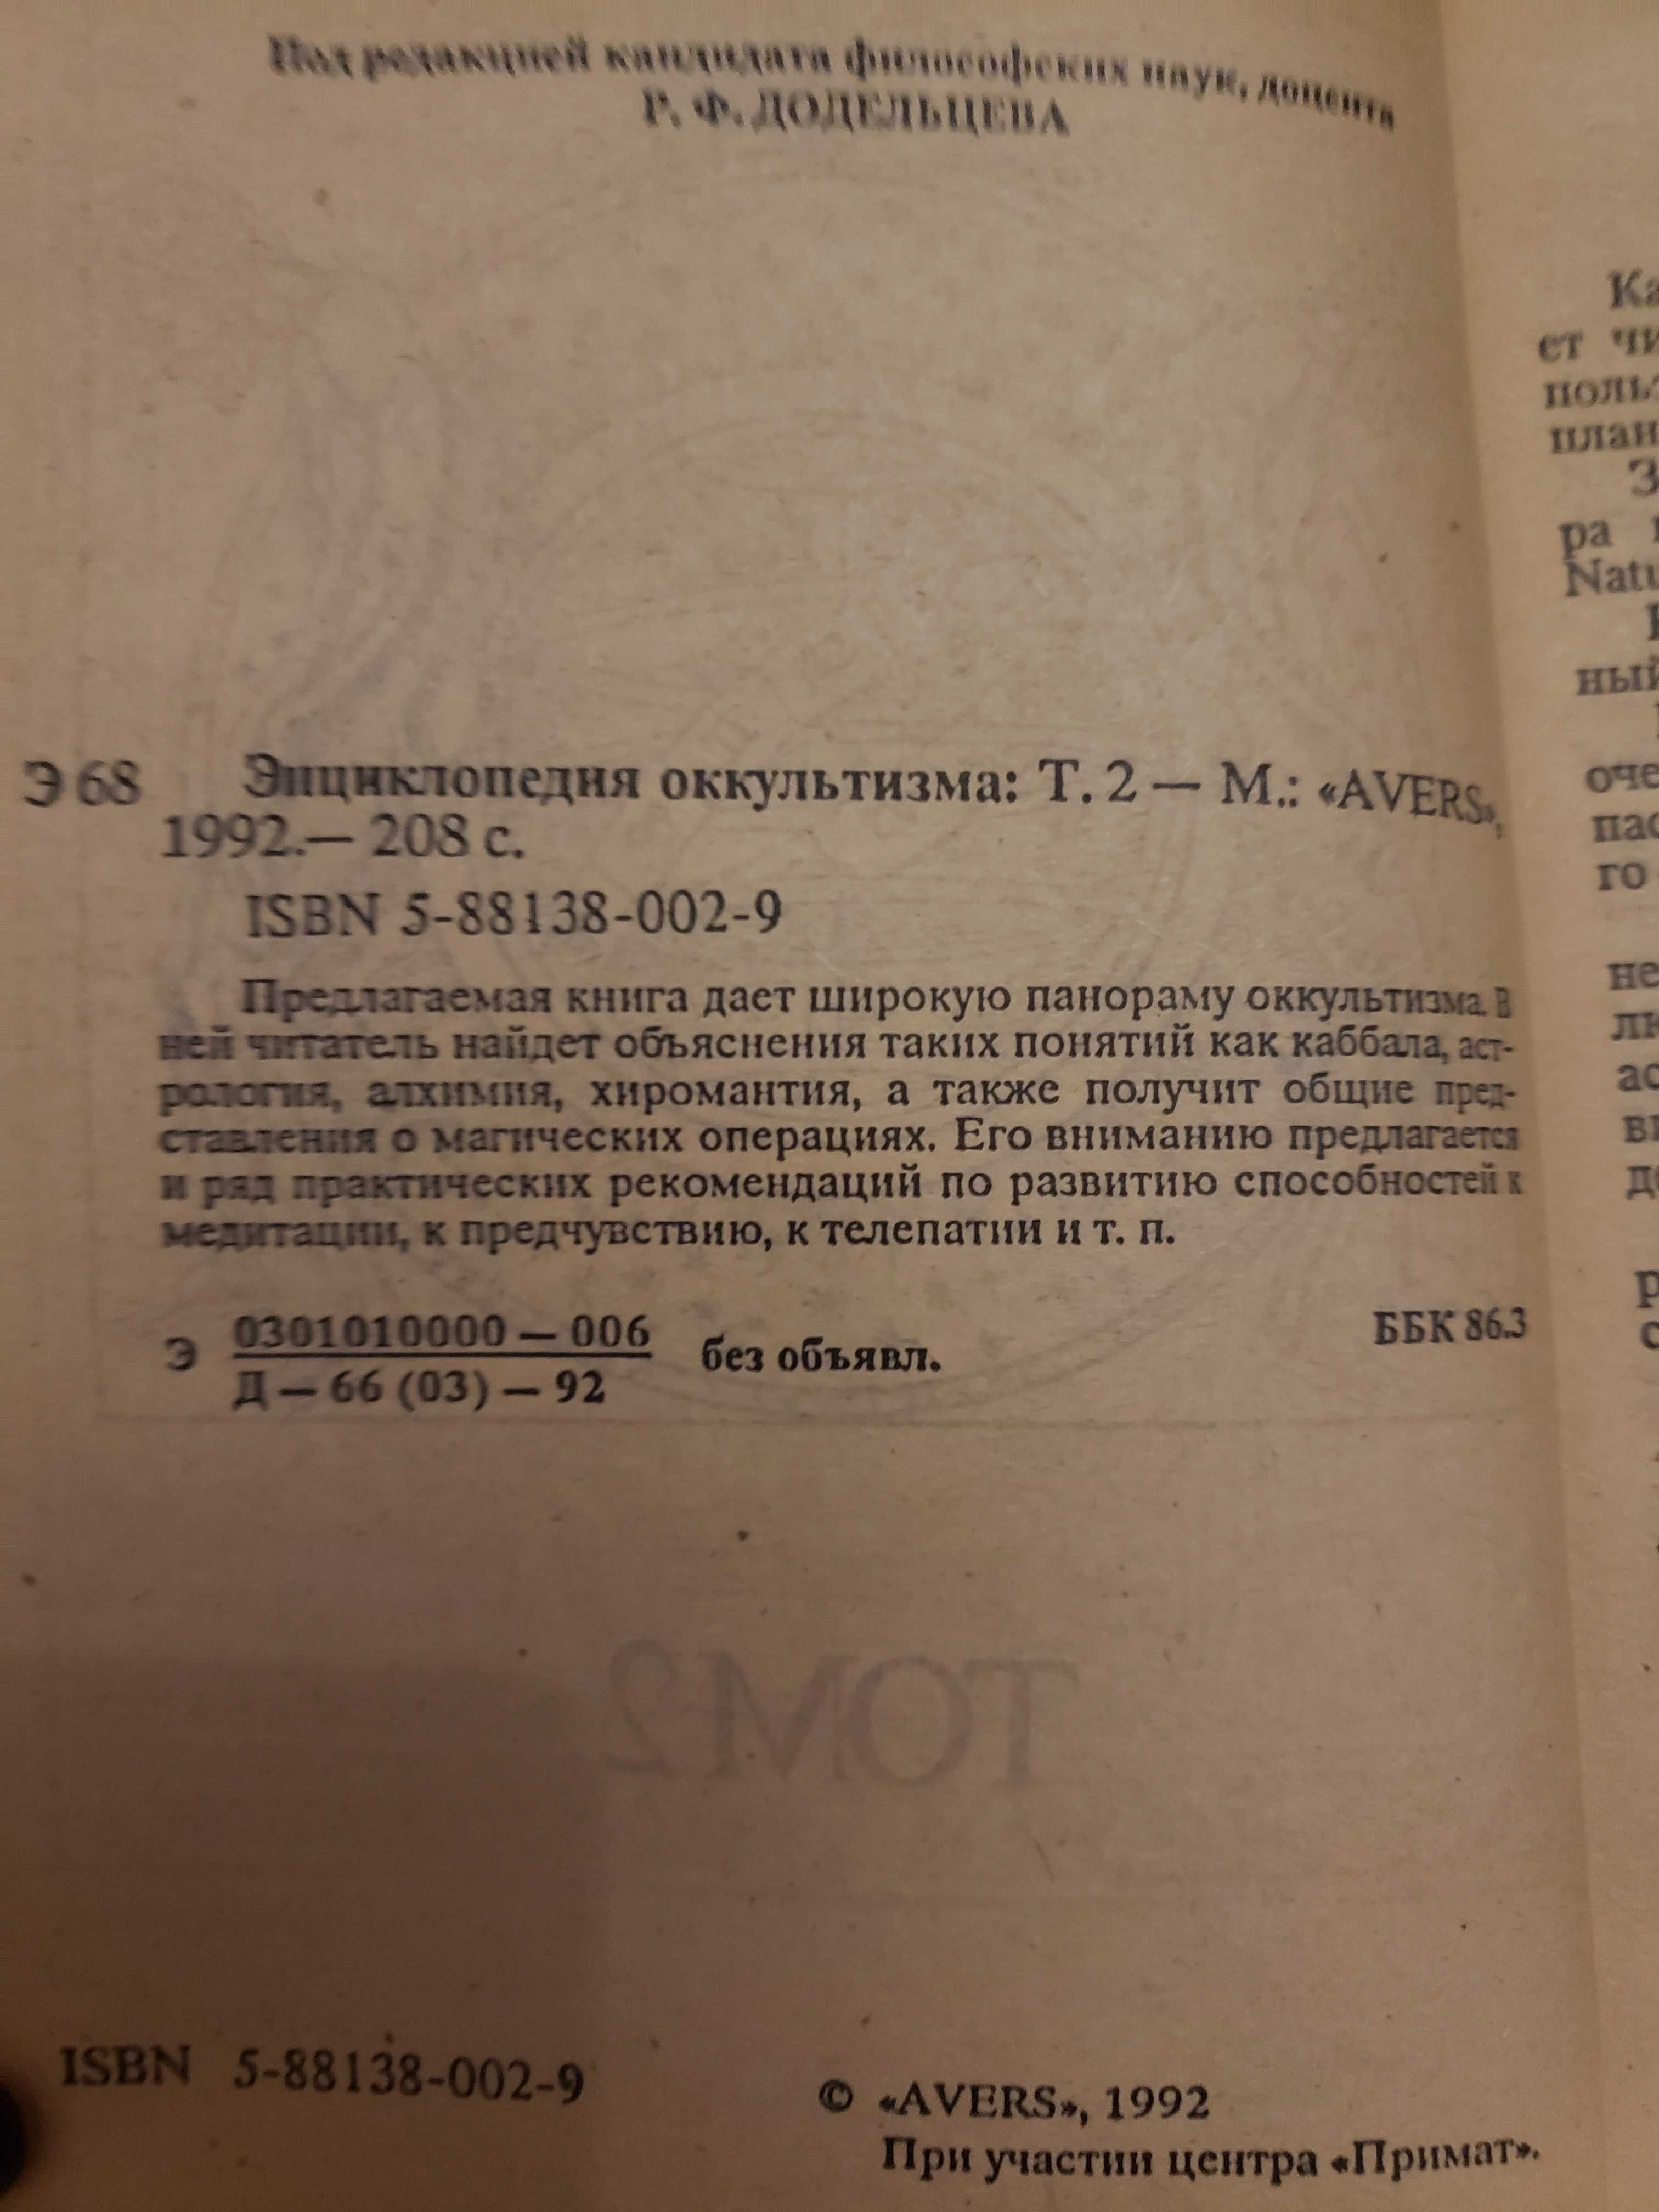 Под редакцией кандидата философских наук, доцента
Р. Ф. ДОДЕЛЬЦЕВА
Э 68 Энциклопедия оккультизма: Т. 2 — М.: «AVERS»,
1992.— 208 с.
ISBN 5-88138-002-9
Предлагаемая книга дает широкую панораму оккультизма. В
ней читатель найдет объяснения таких понятий как каббала, аст-
рология, алхимия, хиромантия, а также получит общие пред-
ставления о магических операциях. Его вниманию предлагается
и ряд практических рекомендаций по развитию способностей к
медитации, к предчувствию, к телепатии и т. п.
Э 0301010000 — 006
Д — 66 (03) — 92
без объявл.
ББК 86.3
ТОМ 2
ISBN 5-88138-002-9
© «AVERS», 1992
При участии центра «Примат».